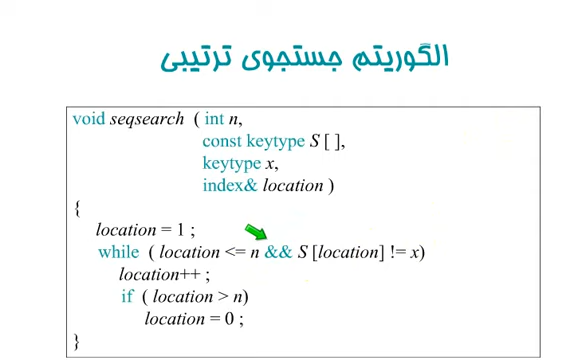 الگوریتم جستجوی ترتیبی
void seqsearch ( int n,
const keytype S [ ],
keytype x,
index& location )
{
location = 1 ;
while ( location <= n && S [location] != x)
location++ ;
if ( location > n)
location = 0 ;
}